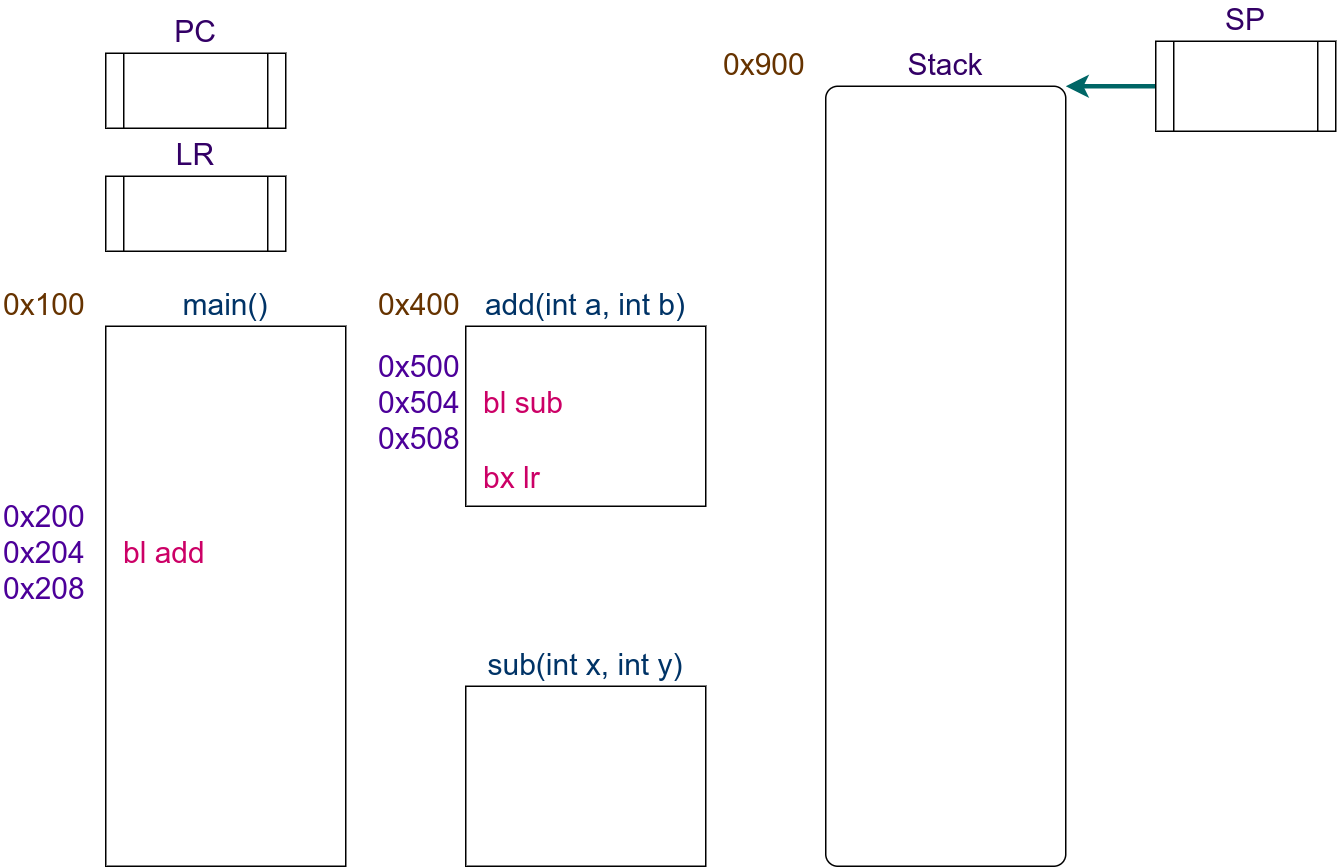 PC
LR
0x900
Stack
SP
0x100
main()
0x200
0x204
bl add
0x208
0x400
add(int a, int b)
0x500
0x504
bl sub
0x508
bx lr
sub(int x, int y)